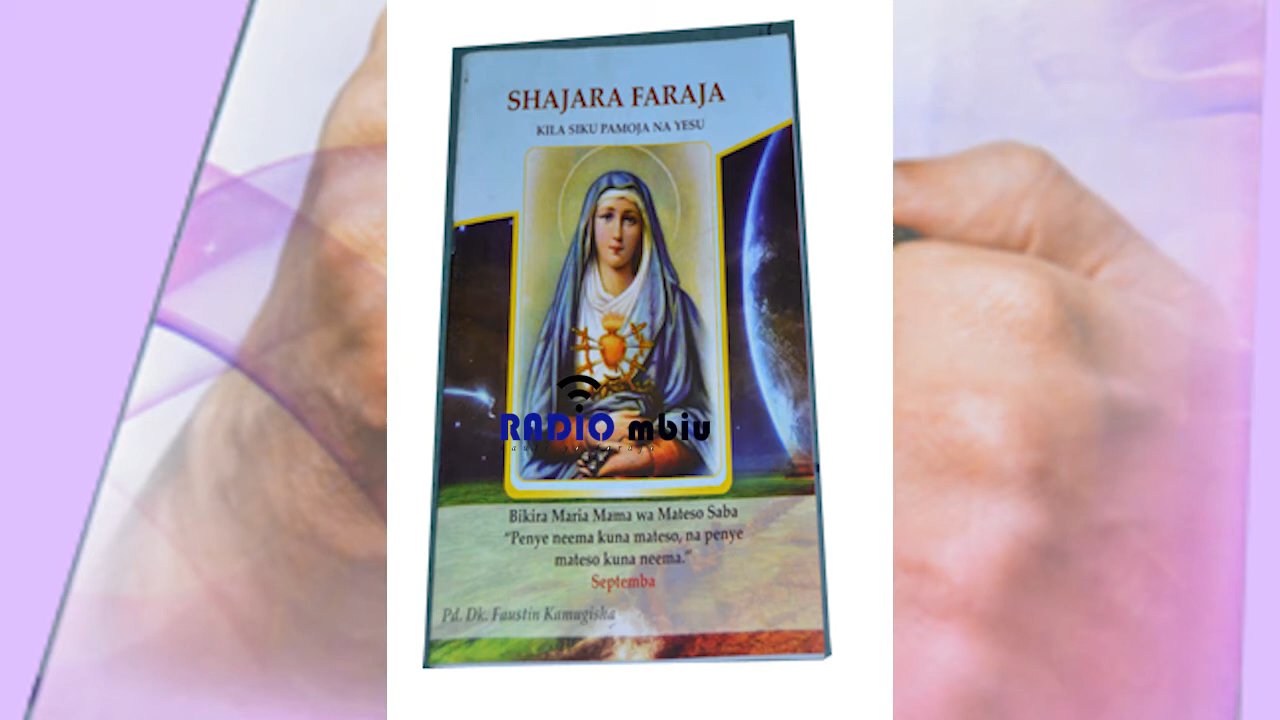 SHAJARA FARAJA
KILA SIKU PAMOJA NA YESU
RADIO mbiu
Bikira Maria Mama wa Mateso Saba
"Penye neema kuna mateso, na penye
mateso kuna neema."
Septemba
Pd. Dk. Faustin Kamugisha